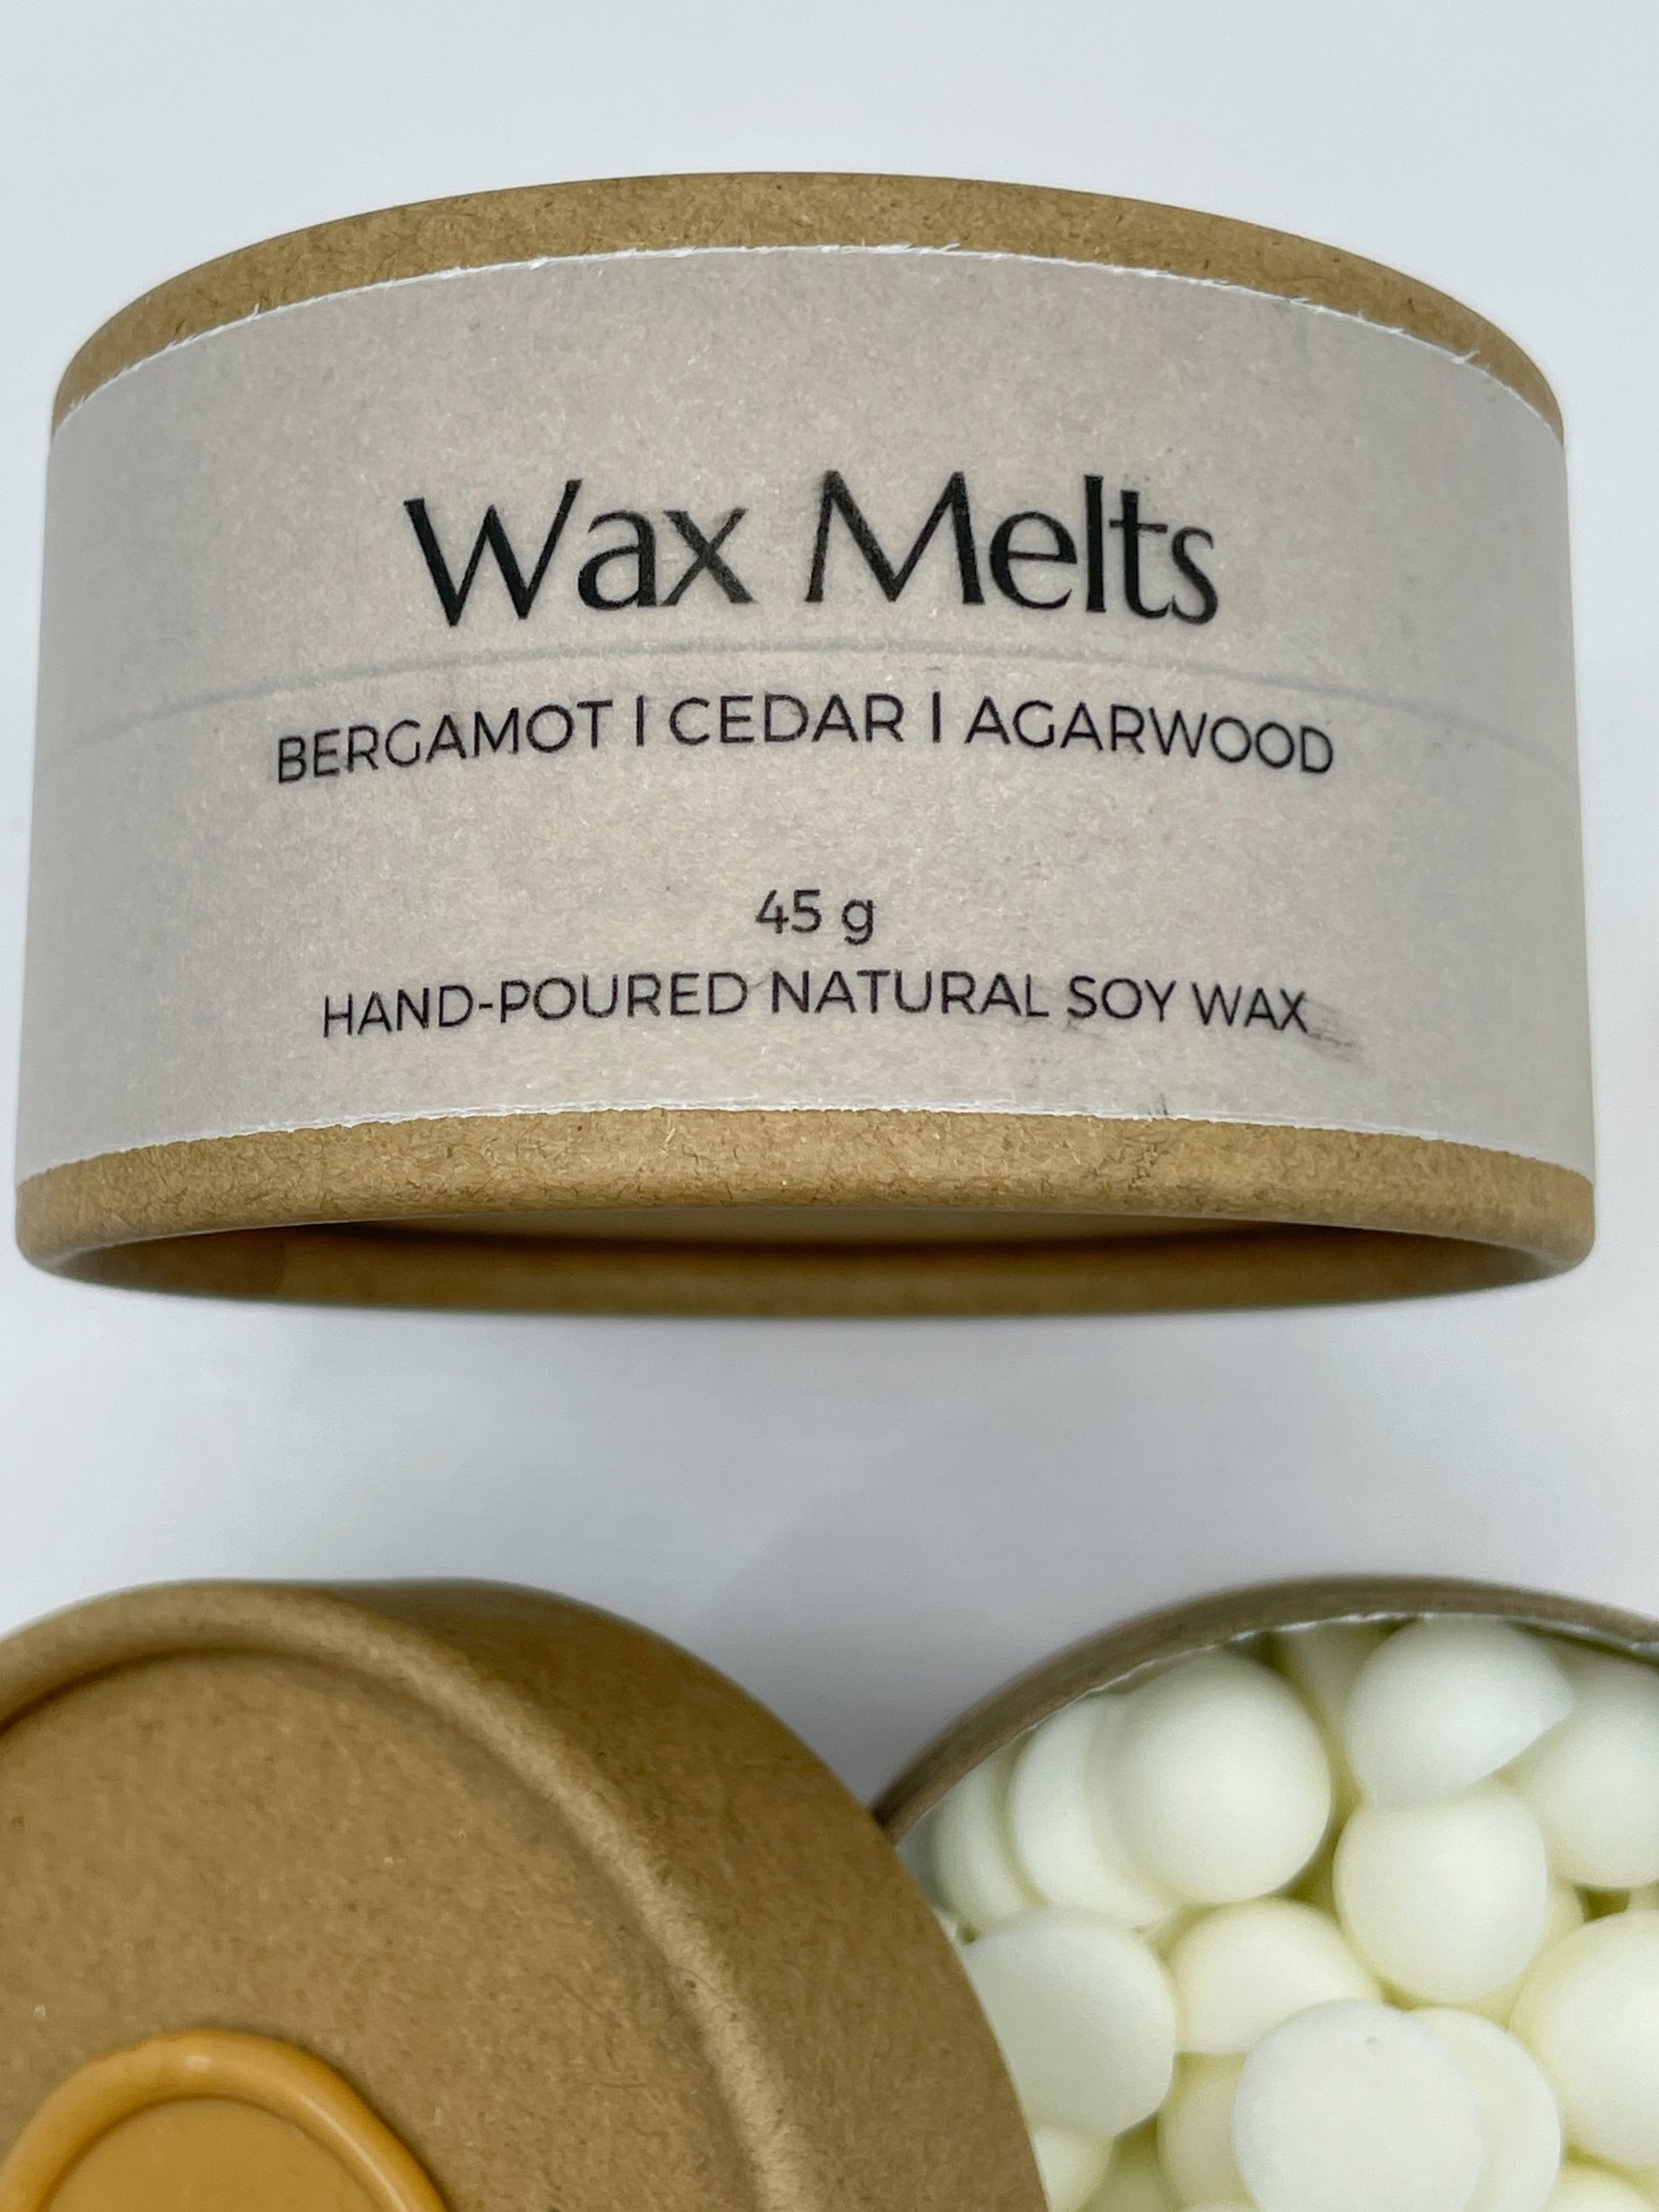 Wax Melts
BERGAMOT | CEDAR | AGARWOOD
45 g
HAND-POURED NATURAL SOY WAX